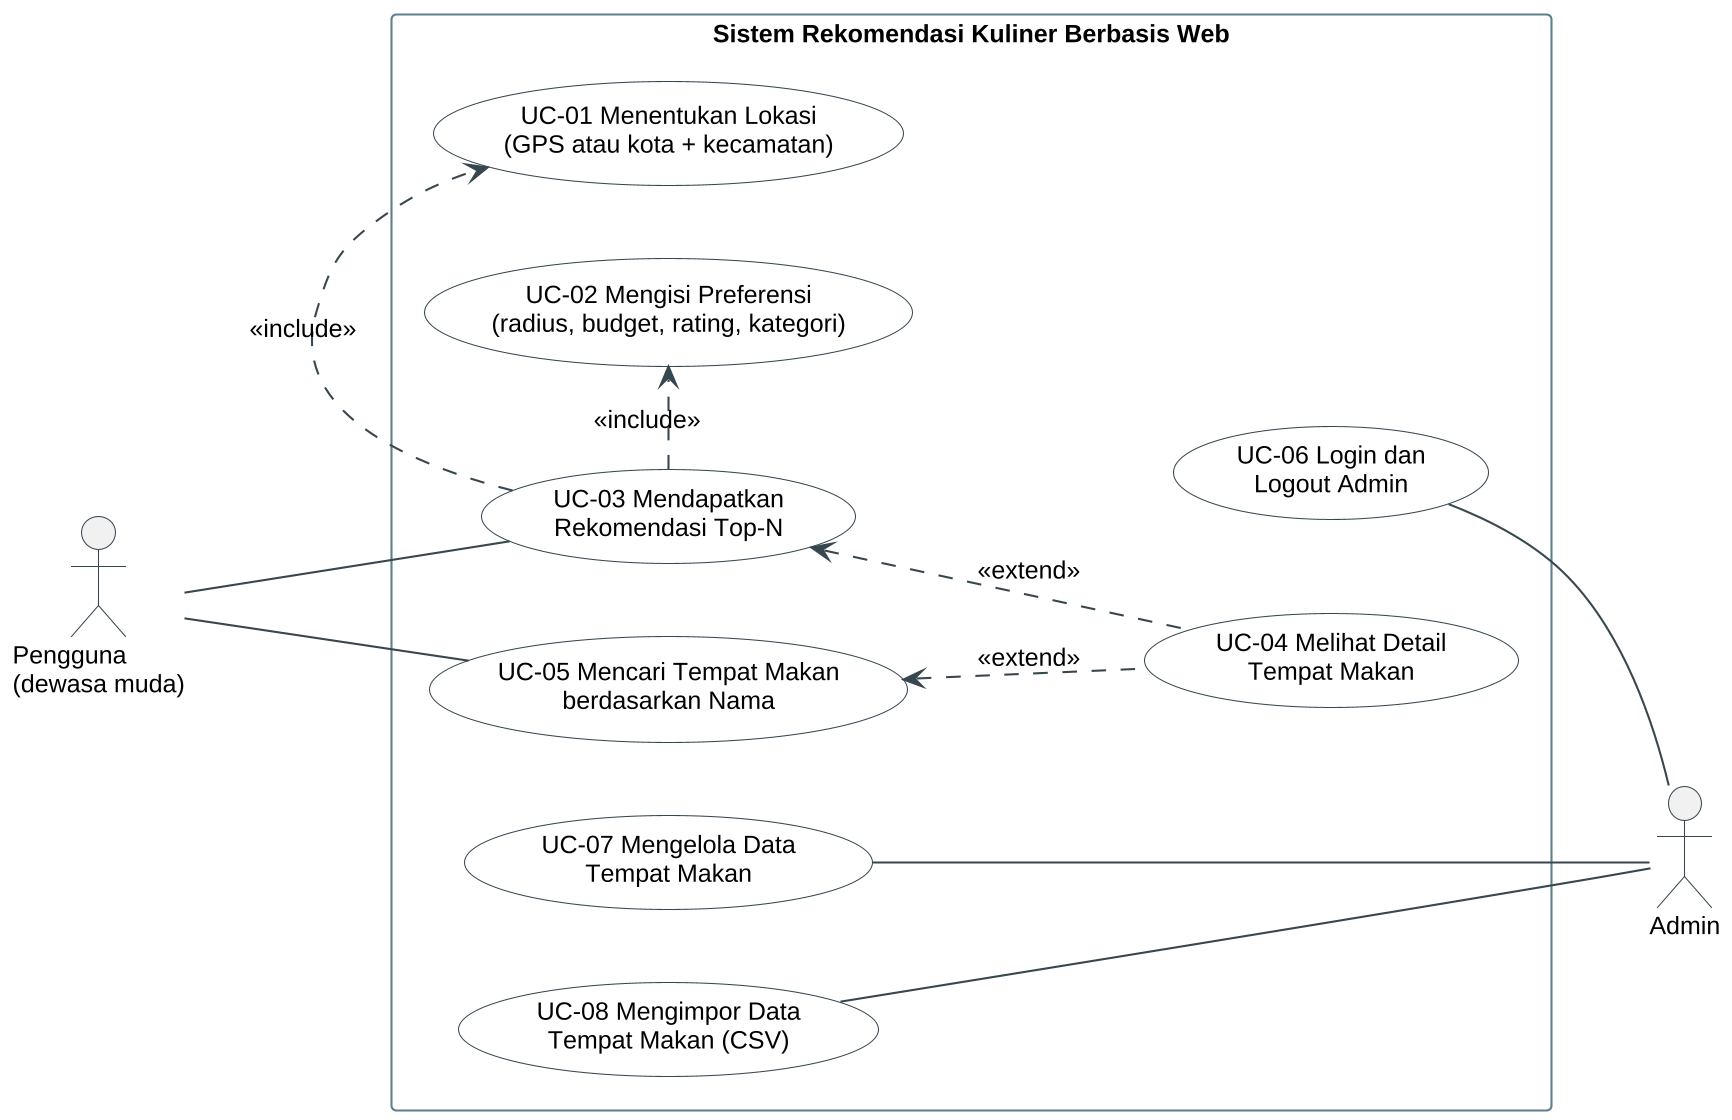 Sistem Rekomendasi Kuliner Berbasis Web
UC-01 Menentukan Lokasi
(GPS atau kota + kecamatan)
UC-02 Mengisi Preferensi
(radius, budget, rating, kategori)
«include»
«include»
UC-03 Mendapatkan
Rekomendasi Top-N
UC-06 Login dan
Logout Admin
«extend»
UC-04 Melihat Detail
Tempat Makan
«extend»
Pengguna
(dewasa muda)
UC-05 Mencari Tempat Makan
berdasarkan Nama
UC-07 Mengelola Data
Tempat Makan
Admin
UC-08 Mengimpor Data
Tempat Makan (CSV)